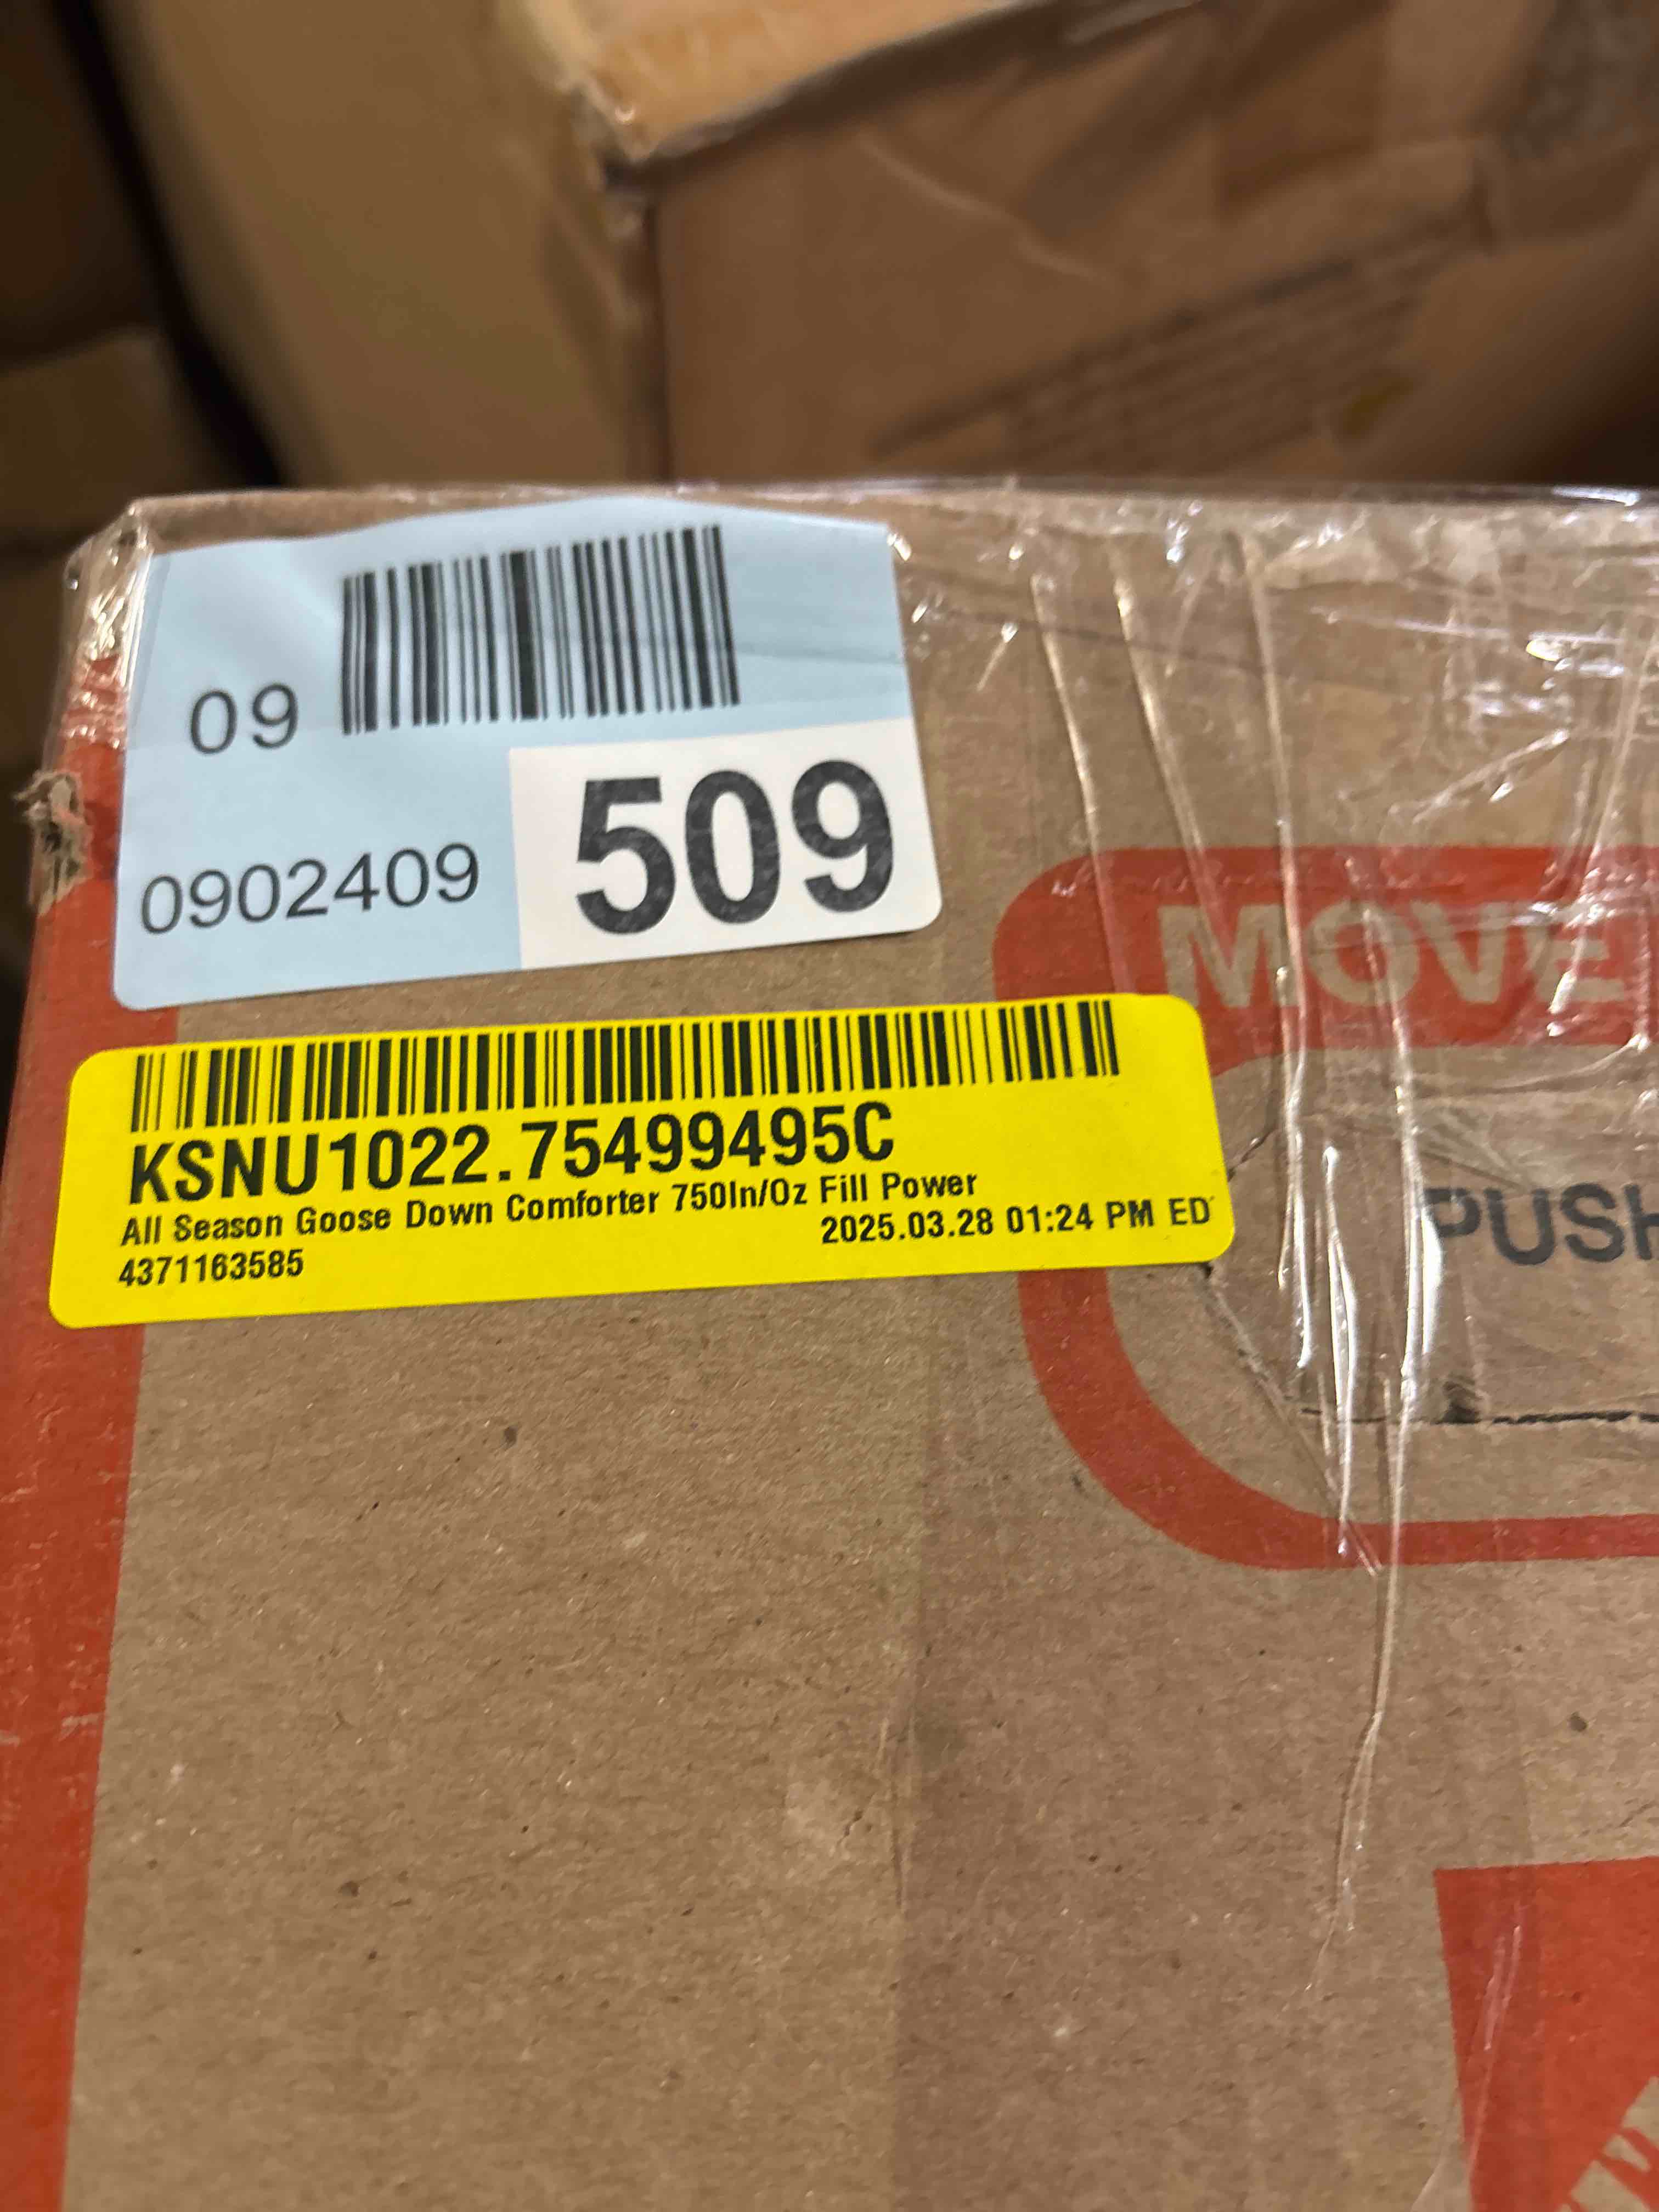 09
0902409
509
MOVE
KSNU1022.75499495C
All Season Goose Down Comforter 750In/Oz Fill Power
2025.03.28 01:24 PM ED
4371163585
PUSH